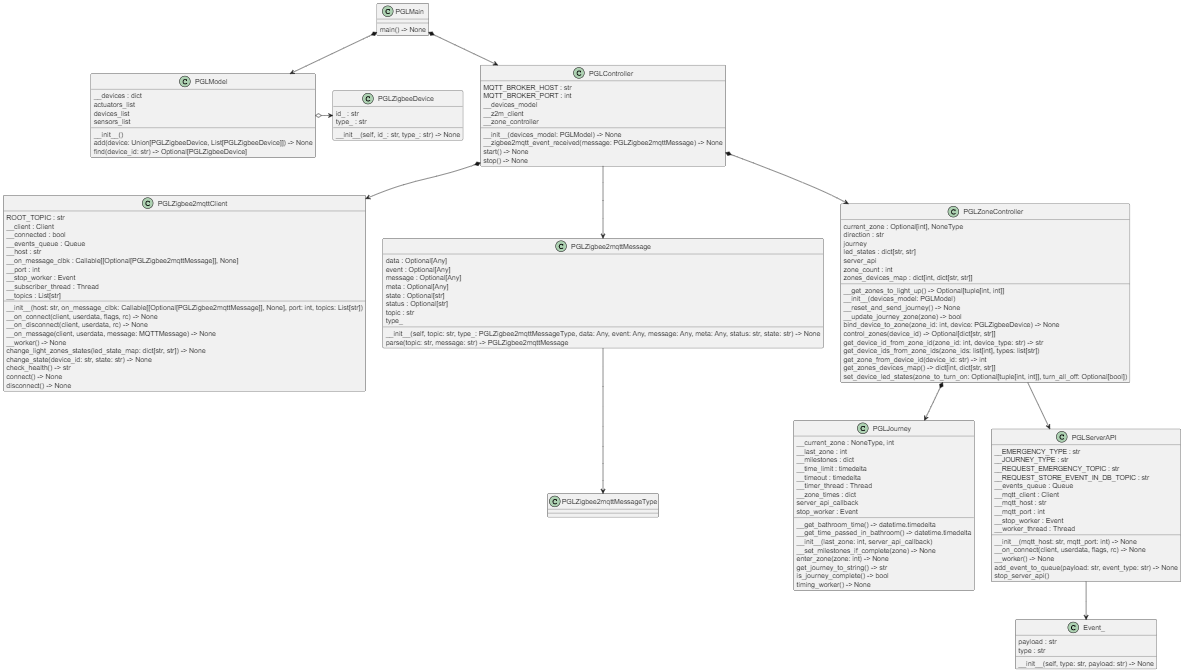 C PGLMain
main() -> None
C PGLModel
__devices : dict
actuators_list
devices_list
sensors_list
__init__()
add(device: Union[PGLZigbeeDevice, List[PGLZigbeeDevice]]) -> None
find(device_id: str) -> Optional[PGLZigbeeDevice]
C PGLZigbeeDevice
id_ : str
type_ : str
__init__(self, id_: str, type_: str) -> None
C PGLController
MQTT_BROKER_HOST : str
MQTT_BROKER_PORT : int
__devices_model
__z2m_client
__zone_controller
__init__(devices_model: PGLModel) -> None
__zigbee2mqtt_event_received(message: PGLZigbee2mqttMessage) -> None
start() -> None
stop() -> None
C PGLZigbee2mqttClient
ROOT_TOPIC : str
__client : Client
__connected : bool
__events_queue : Queue
__host : str
__on_message_clbk : Callable[[Optional[PGLZigbee2mqttMessage]], None]
__port : int
__stop_worker : Event
__subscriber_thread : Thread
__topics : List[str]
__init__(host: str, on_message_clbk: Callable[[Optional[PGLZigbee2mqttMessage]], None], port: int, topics: List[str])
__on_connect(client, userdata, flags, rc) -> None
__on_disconnect(client, userdata, rc) -> None
__on_message(client, userdata, message: MQTTMessage) -> None
__worker() -> None
change_light_zones_states(led_state_map: dict[str, str]) -> None
change_state(device_id: str, state: str) -> None
check_health() -> str
connect() -> None
disconnect() -> None
C PGLZigbee2mqttMessage
data : Optional[Any]
event : Optional[Any]
message : Optional[Any]
meta : Optional[Any]
state : Optional[str]
status : Optional[str]
topic : str
type_
__init__(self, topic: str, type_: PGLZigbee2mqttMessageType, data: Any, event: Any, message: Any, meta: Any, status: str, state: str) -> None
parse(topic: str, message: str) -> PGLZigbee2mqttMessage
C PGLZoneController
current_zone : Optional[int], NoneType
direction : str
journey
led_states : dict[str, str]
server_api
zone_count : int
zones_devices_map : dict[int, dict[str, str]]
__get_zones_to_light_up() -> Optional[tuple[int, int]]
__init__(devices_model: PGLModel)
__reset_and_send_journey() -> None
__update_journey(zone) -> bool
bind_device_to_zone(zone_id: int, device: PGLZigbeeDevice) -> None
control_zones(device_id) -> Optional[dict[str, str]]
get_device_id_from_zone_id(zone_id: int, device_type: str) -> str
get_device_ids_from_zone_ids(zone_ids: list[int], types: list[str])
get_zone_from_device_id(device_id: str) -> int
get_zones_devices_map() -> dict[int, dict[str, str]]
set_device_led_states(zone_to_turn_on: Optional[tuple[int, int]], turn_all_off: Optional[bool])
C PGLJourney
__current_zone : NoneType, int
__last_zone : int
__milestones : dict
__time_limit : timedelta
__timeout : timedelta
__timer_thread : Thread
__zone_times : dict
server_api_callback
stop_worker : Event
__get_bathroom_time() -> datetime.timedelta
__get_time_passed_in_bathroom() -> datetime.timedelta
__init__(last_zone: int, server_api_callback)
__set_milestones_if_complete(zone) -> None
enter_zone(zone: int) -> None
get_journey_to_string() -> str
is_journey_complete() -> bool
timing_worker() -> None
C PGLServerAPI
__EMERGENCY_TYPE : str
__JOURNEY_TYPE : str
__REQUEST_EMERGENCY_TOPIC : str
__REQUEST_STORE_EVENT_IN_DB_TOPIC : str
__events_queue : Queue
__mqtt_client : Client
__mqtt_host : str
__mqtt_port : int
__stop_worker : Event
__worker_thread : Thread
__init__(mqtt_host: str, mqtt_port: int) -> None
__on_connect(client, userdata, flags, rc) -> None
__worker() -> None
add_event_to_queue(payload: str, event_type: str) -> None
stop_server_api()
C PGLZigbee2mqttMessageType
C Event_
payload : str
type : str
__init__(self, type: str, payload: str) -> None